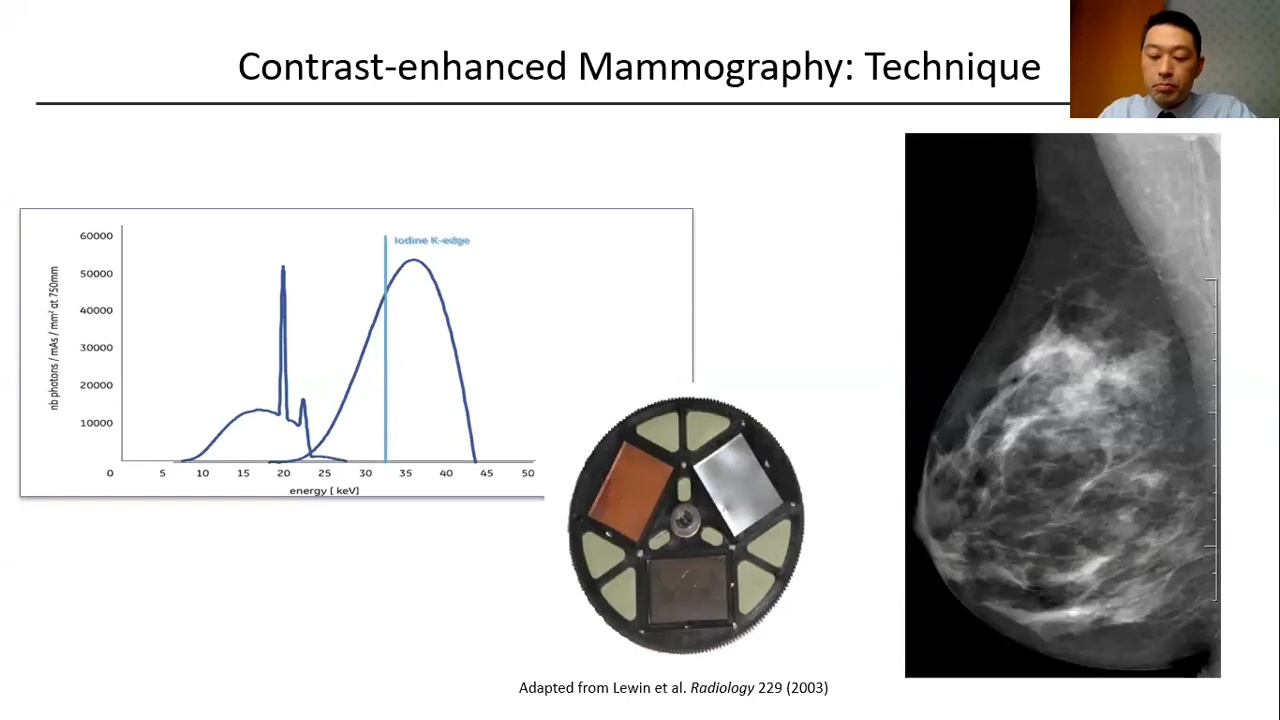 Contrast-enhanced Mammography: Technique
Iodine K-edge
nb photons / mAs / mm² at 750mm
60000
50000
40000
30000
20000
10000
0 5 10 15 20 25 30 35 40 45 50
energy [ keV]
Adapted from Lewin et al. Radiology 229 (2003)